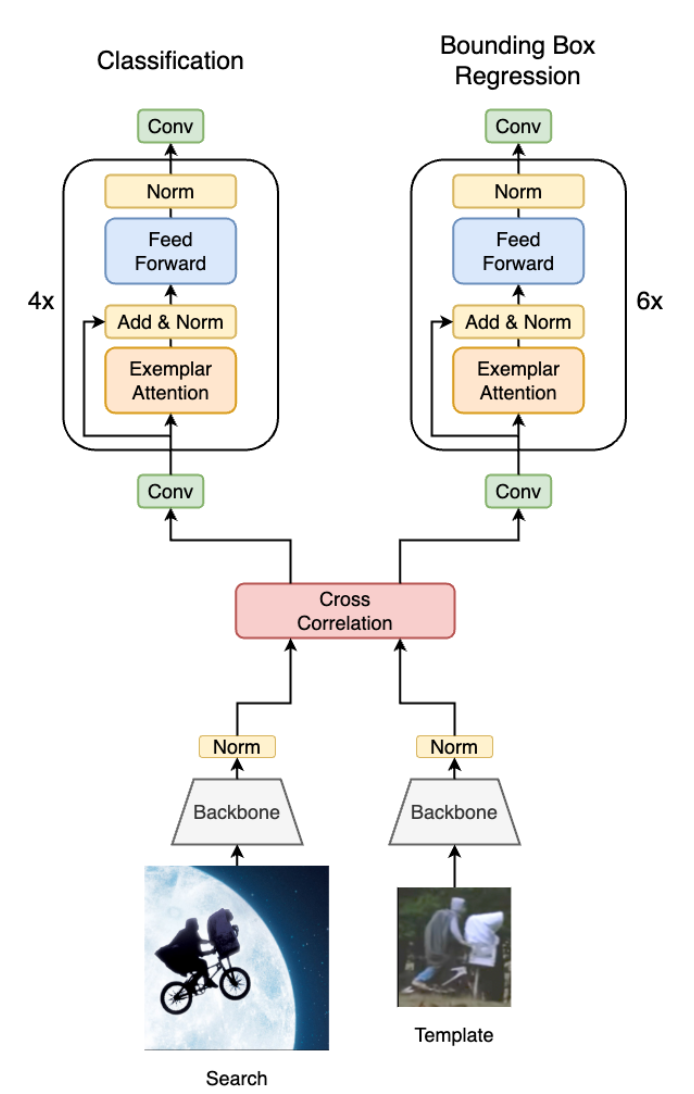 Classification
Bounding Box
Regression
Conv
Conv
Norm
Norm
Feed
Forward
Feed
Forward
4x
6x
Add & Norm
Add & Norm
Exemplar
Attention
Exemplar
Attention
Conv
Conv
Cross
Correlation
Norm
Norm
Backbone
Backbone
Template
Search